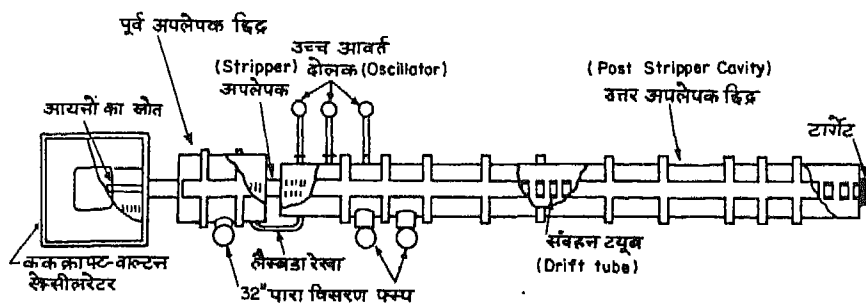 पूर्व अपलेपक छिद्र
उच्च आवर्त
(Stripper) दोलक (Oscillator)
अपलेपक
(Post Stripper Cavity)
उत्तर अपलेपक छिद्र
आयनों का स्रोत
टार्गेट
कक क्राफ्ट-वाल्टन
ऐक्सीलरेटर
लैम्बडा रेखा
32" पारा विसरण पम्प
संवहन ट्यूब
(Drift tube)